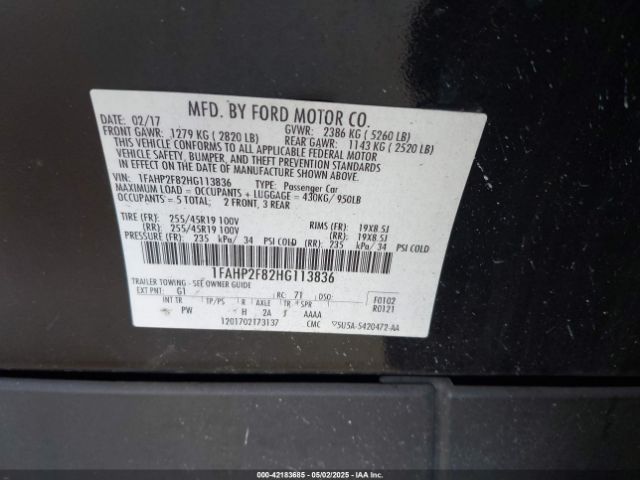 MFD. BY FORD MOTOR CO.
DATE: 02/17 GVWR: 2386 KG ( 5260 LB)
FRONT GAWR: 1279 KG ( 2820 LB) REAR GAWR: 1143 KG ( 2520 LB)
THIS VEHICLE CONFORMS TO ALL APPLICABLE FEDERAL MOTOR
VEHICLE SAFETY, BUMPER, AND THEFT PREVENTION STANDARDS
IN EFFECT ON THE DATE OF MANUFACTURE SHOWN ABOVE.
VIN: 1FAHP2F82HG113836 TYPE: Passenger Car
MAXIMUM LOAD = OCCUPANTS + LUGGAGE = 430KG/ 950LB
OCCUPANTS = 5 TOTAL; 2 FRONT, 3 REAR
TIRE (FR): 255/45R19 100V RIMS (FR): 19X8.5J
(RR): 255/45R19 100V (RR): 19X8.5J
PRESSURE (FR): 235 kPa/ 34 PSI COLD (RR): 235 kPa/ 34 PSI COLD
1FAHP2F82HG113836
TRAILER TOWING - SEE OWNER GUIDE
EXT PNT: G1 RC: 71 DSO: F0102
R0121
INT TR TP/PS R AXLE TR SPR
PW H 2A AAAA
1201702173137 CMC 5U5A-5420472-AA
000-42183685 05/02/2025 IAAI.COM